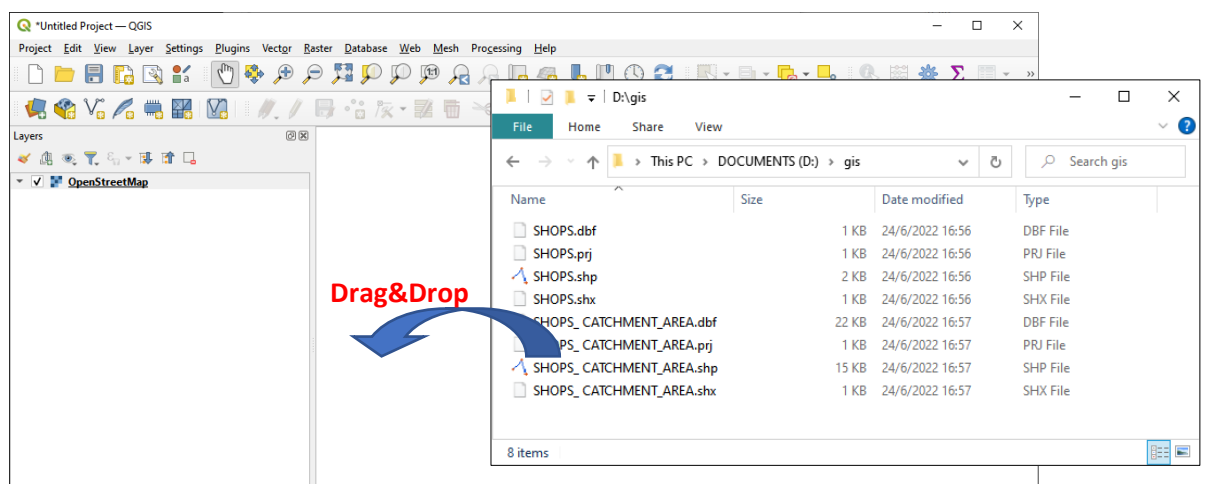 *Untitled Project — QGIS
Project Edit View Layer Settings Plugins Vector Raster Database Web Mesh Processing Help
Layers
OpenStreetMap
Drag&Drop
D:\gis
File Home Share View
This PC > DOCUMENTS (D:) > gis
Search gis
Name Size Date modified Type
SHOPS.dbf 1 KB 24/6/2022 16:56 DBF File
SHOPS.prj 1 KB 24/6/2022 16:56 PRJ File
SHOPS.shp 2 KB 24/6/2022 16:56 SHP File
SHOPS.shx 1 KB 24/6/2022 16:56 SHX File
SHOPS_ CATCHMENT_AREA.dbf 22 KB 24/6/2022 16:57 DBF File
PS_ CATCHMENT_AREA.prj 1 KB 24/6/2022 16:57 PRJ File
SHOPS_ CATCHMENT_AREA.shp 15 KB 24/6/2022 16:57 SHP File
SHOPS_ CATCHMENT_AREA.shx 1 KB 24/6/2022 16:57 SHX File
8 items